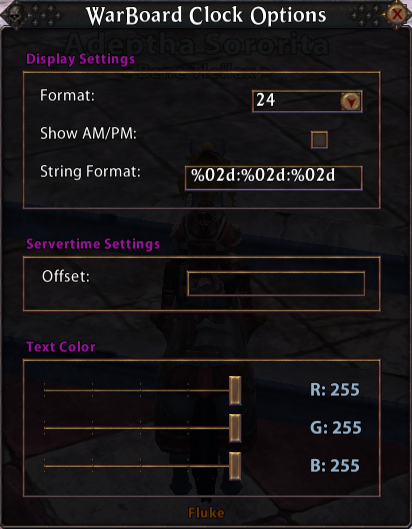 WarBoard Clock Options
Adeptha Sororita
Display Settings
Format:
24
Show AM/PM:
String Format:
%02d:%02d:%02d
Servertime Settings
Offset:
Text Color
R: 255
G: 255
B: 255
Fluke